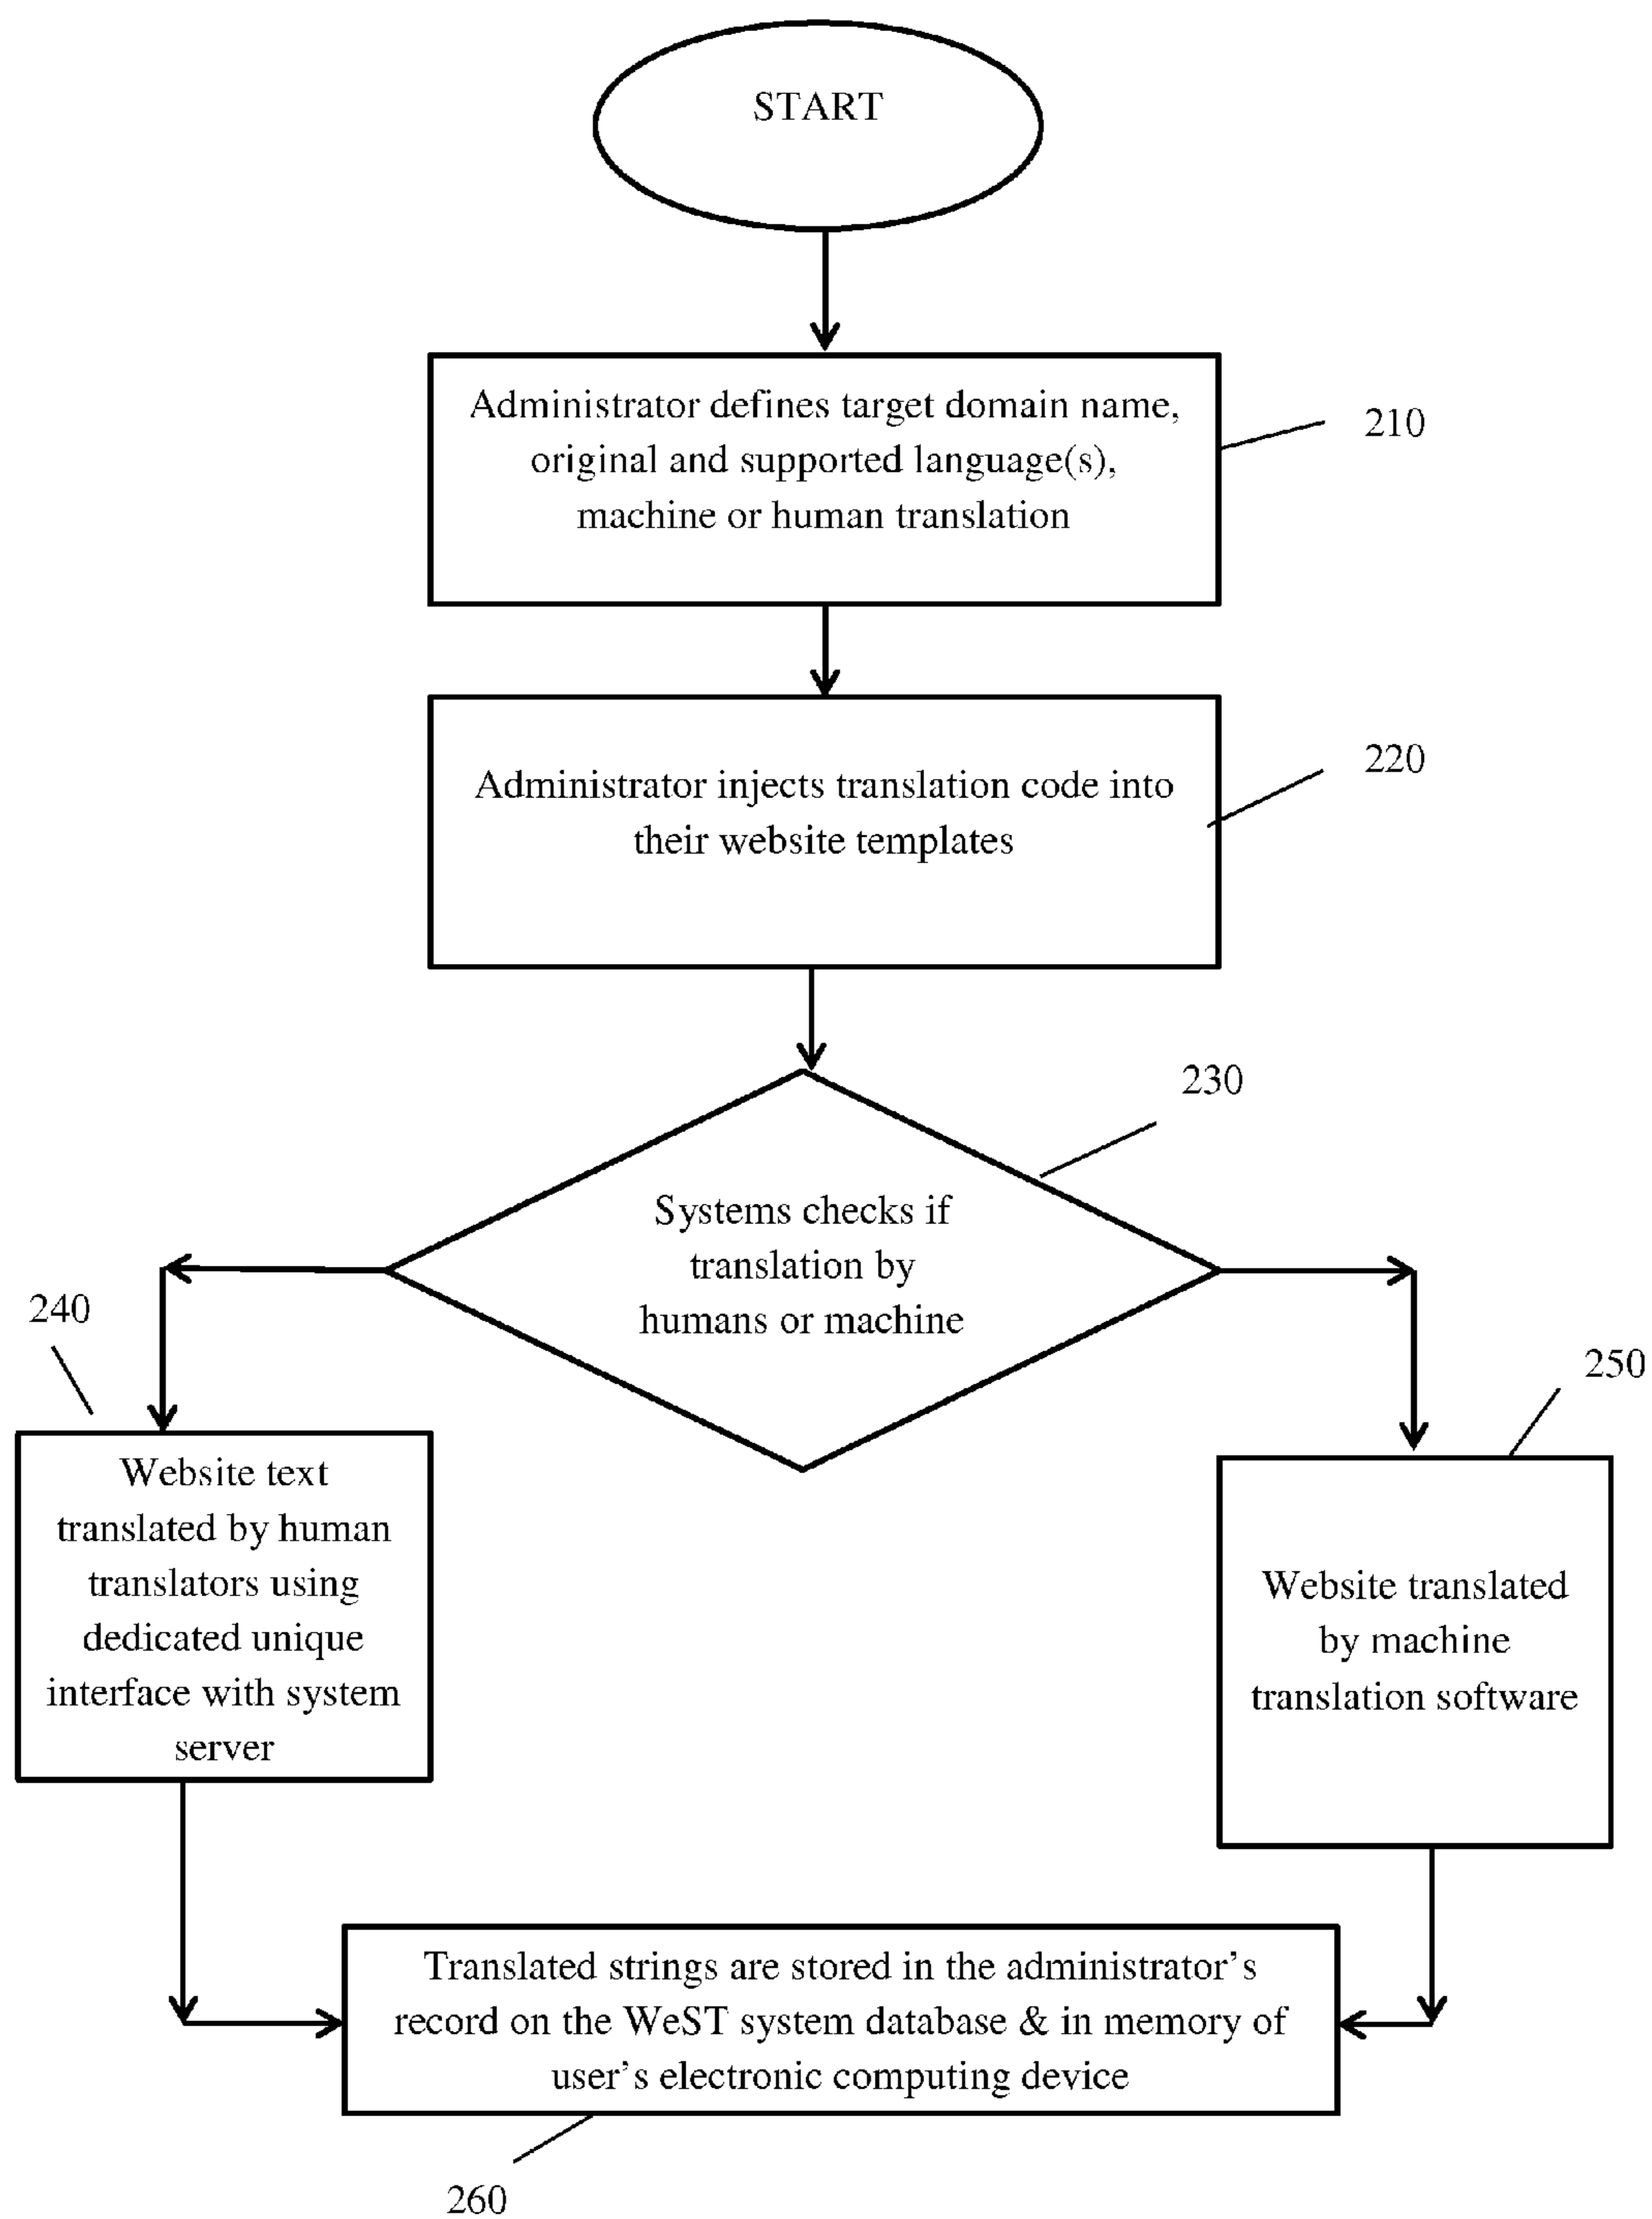 START
Administrator defines target domain name,
original and supported language(s),
machine or human translation
210
Administrator injects translation code into
their website templates
220
230
Systems checks if
translation by
humans or machine
240
Website text
translated by human
translators using
dedicated unique
interface with system
server
250
Website translated
by machine
translation software
Translated strings are stored in the administrator’s
record on the WeST system database & in memory of
user’s electronic computing device
260